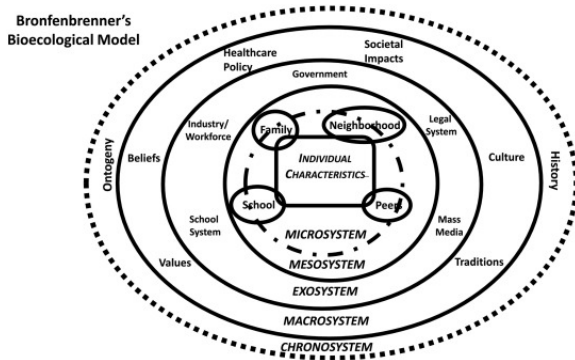 Bronfenbrenner's
Bioecological Model
Healthcare
Policy
Societal
Impacts
Government
Industry/
Workforce
Family
Neighborhood
Legal
System
Ontogeny
Beliefs
INDIVIDUAL
CHARACTERISTICS
Culture
History
School
Peers
School
System
MICROSYSTEM
Mass
Media
MESOSYSTEM
Values
Traditions
EXOSYSTEM
MACROSYSTEM
CHRONOSYSTEM